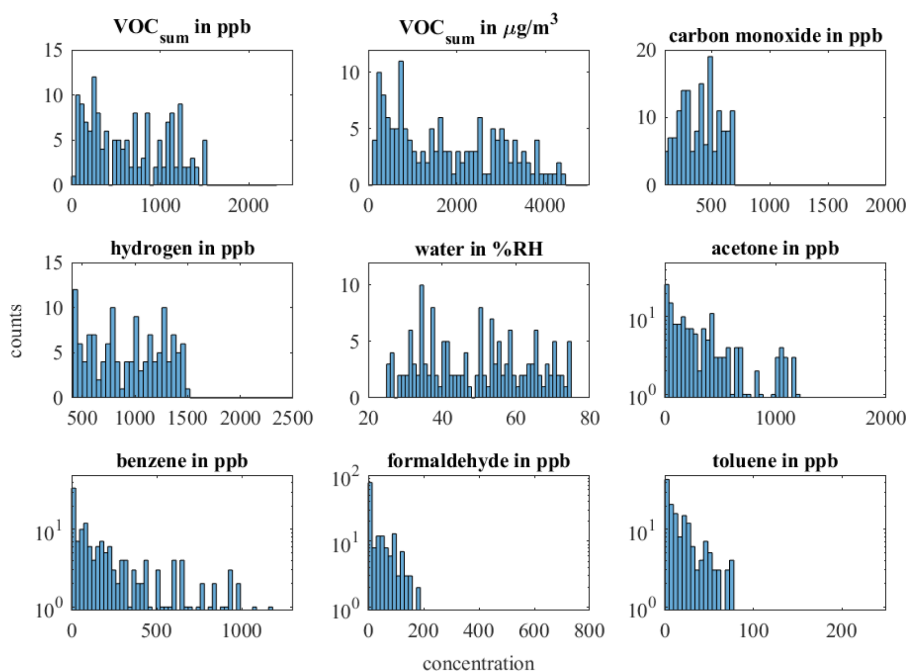 VOC_sum in ppb
VOC_sum in μg/m³
carbon monoxide in ppb
15
10
5
0
0 1000 2000
10
5
0
0 2000 4000
20
10
0
500 1000 1500 2000
hydrogen in ppb
water in %RH
acetone in ppb
counts
15
10
5
0
500 1000 1500 2000 2500
10
5
0
20 40 60 80
10¹
10⁰
0 1000 2000
benzene in ppb
formaldehyde in ppb
toluene in ppb
10¹
10⁰
0 500 1000
10²
10¹
10⁰
0 200 400 600 800
10¹
10⁰
0 100 200
concentration